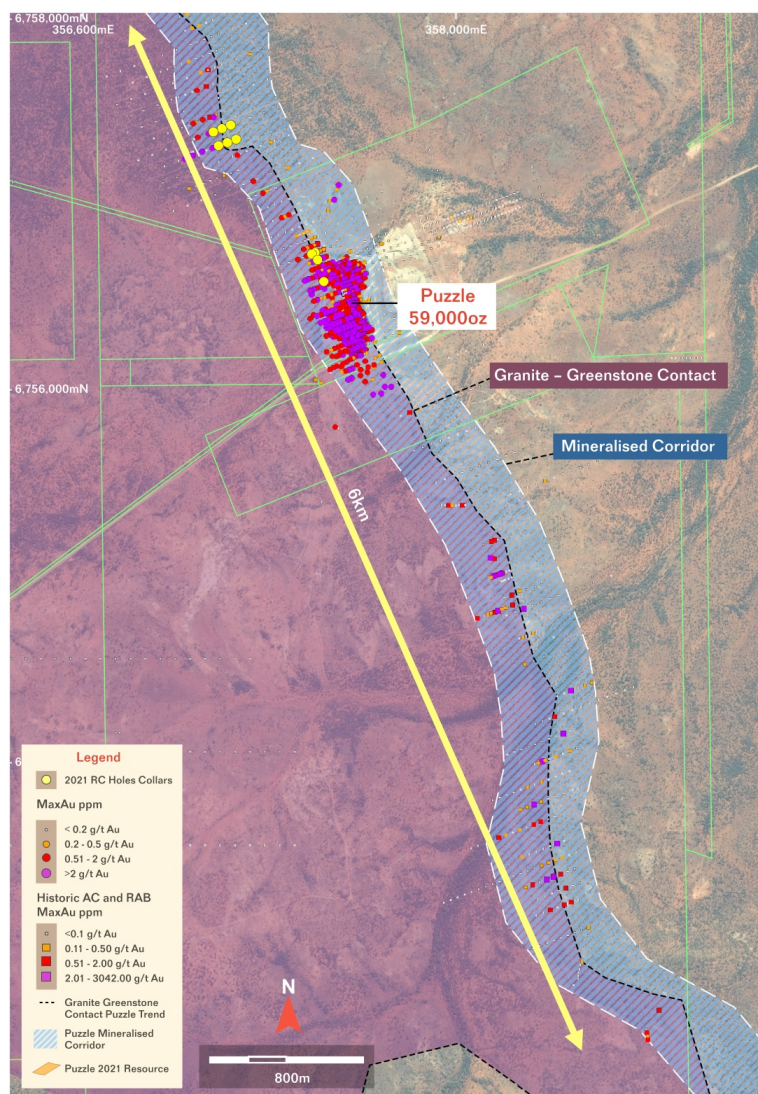 6,758,000mN
356,600mE
358,000mE
Puzzle
59,000oz
Granite – Greenstone Contact
6,756,000mN
Mineralised Corridor
6km
6
Legend
2021 RC Holes Collars
MaxAu ppm
< 0.2 g/t Au
0.2 - 0.5 g/t Au
0.51 - 2 g/t Au
>2 g/t Au
Historic AC and RAB
MaxAu ppm
<0.1 g/t Au
0.11 - 0.50 g/t Au
0.51 - 2.00 g/t Au
2.01 - 3042.00 g/t Au
Granite Greenstone
Contact Puzzle Trend
Puzzle Mineralised
Corridor
Puzzle 2021 Resource
N
800m